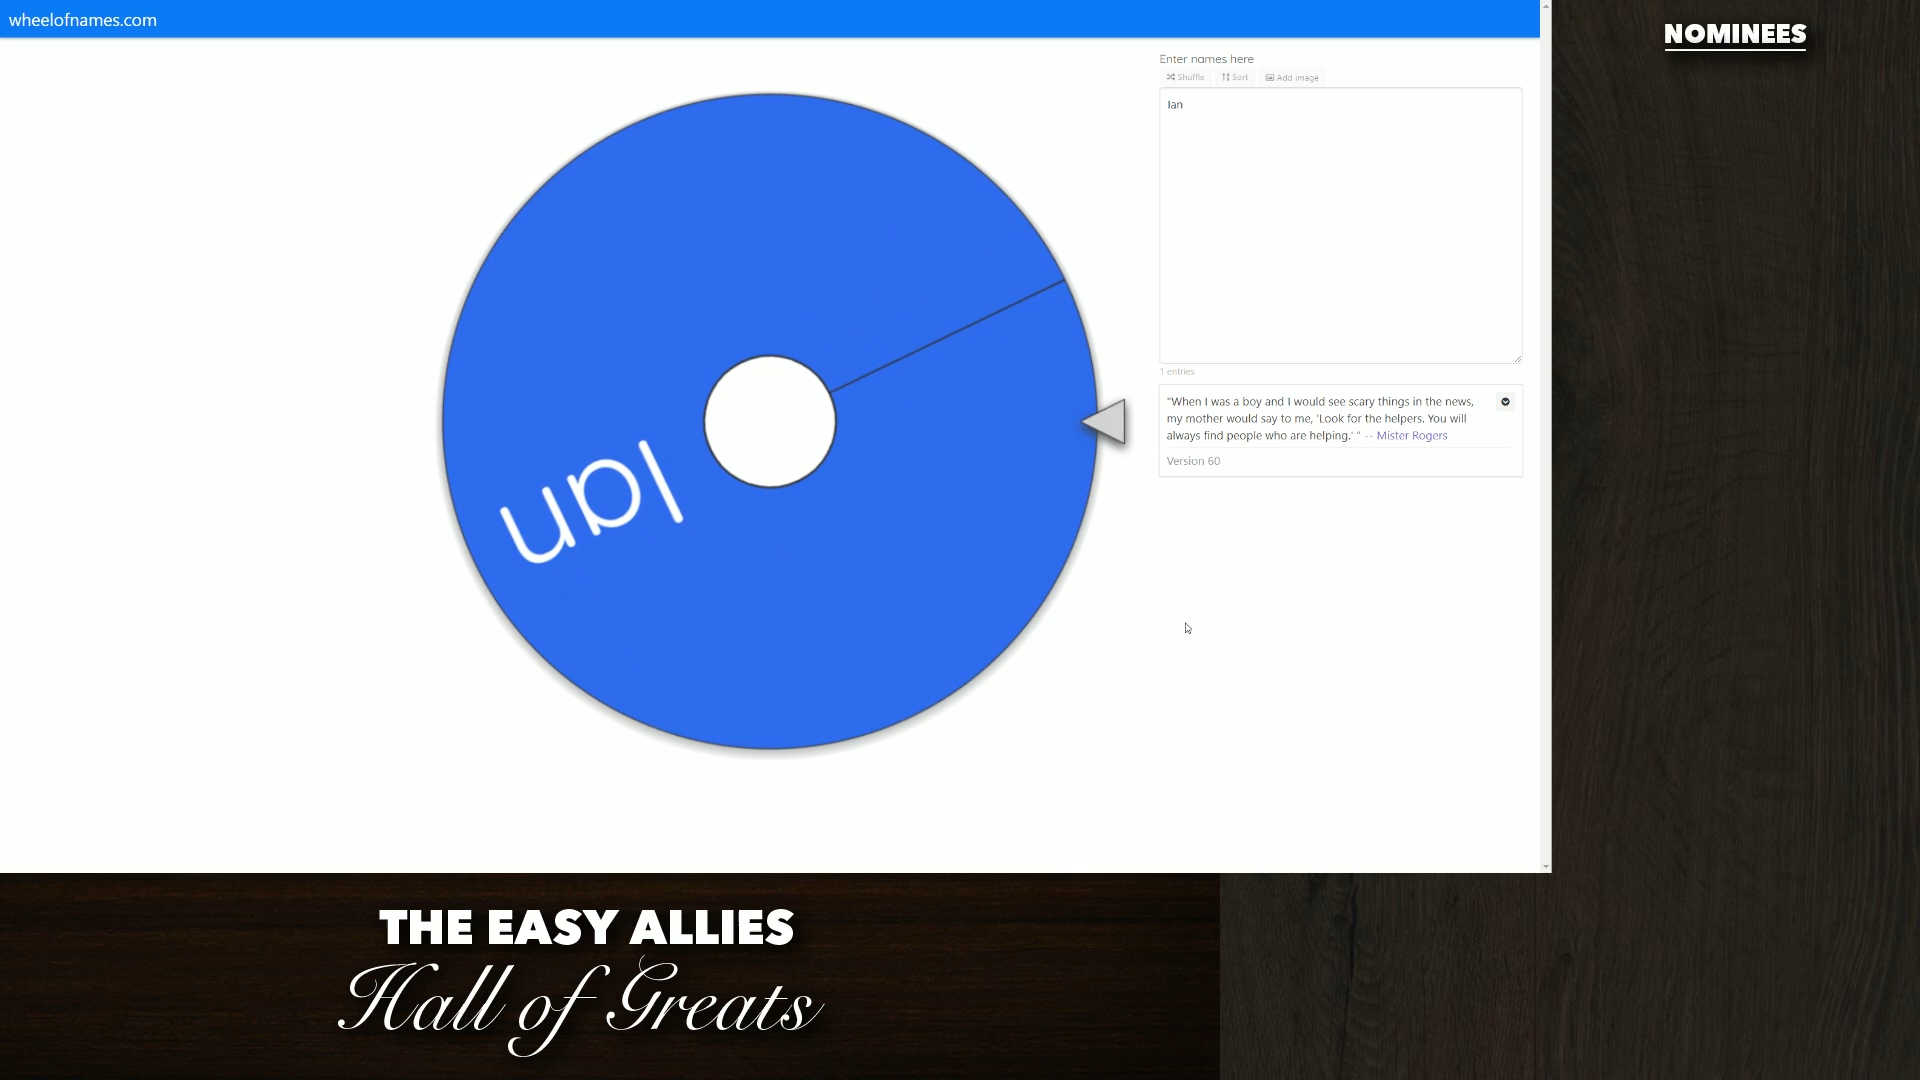 wheelofnames.com
NOMINEES
Enter names here
Shuffle Sort Add image
Ian
1 entries
"When I was a boy and I would see scary things in the news,
my mother would say to me, 'Look for the helpers. You will
always find people who are helping.' " -- Mister Rogers
Version 60
Ian
THE EASY ALLIES
Hall of Greats